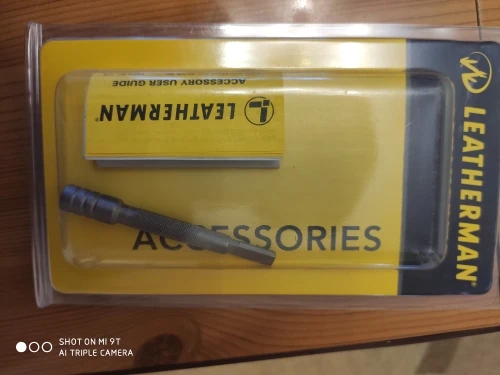 ACCESSORY USER GUIDE
LEATHERMAN®
ACCESSORIES
LEATHERMAN®
SHOT ON MI 9T
AI TRIPLE CAMERA